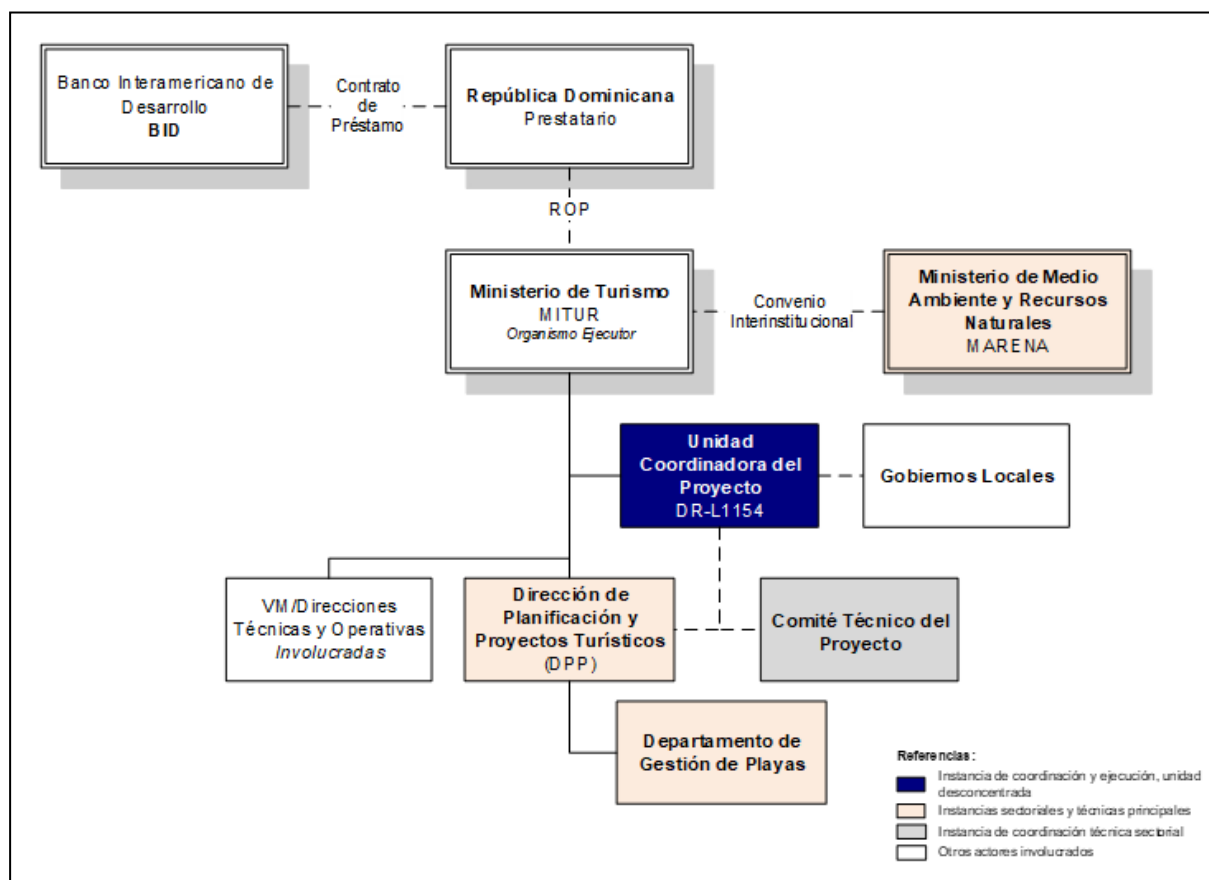 Banco Interamericano de
Desarrollo
BID
Contrato
de
Préstamo
República Dominicana
Prestatario
ROP
Ministerio de Turismo
MITUR
Organismo Ejecutor
Convenio
Interinstitucional
Ministerio de Medio
Ambiente y Recursos
Naturales
MARENA
Unidad
Coordinadora del
Proyecto
DR-L1154
Gobiernos Locales
VM/Direcciones
Técnicas y Operativas
Involucradas
Dirección de
Planificación y
Proyectos Turísticos
(DPP)
Comité Técnico del
Proyecto
Departamento de
Gestión de Playas
Referencias:
Instancia de coordinación y ejecución, unidad
desconcentrada
Instancias sectoriales y técnicas principales
Instancia de coordinación técnica sectorial
Otros actores involucrados